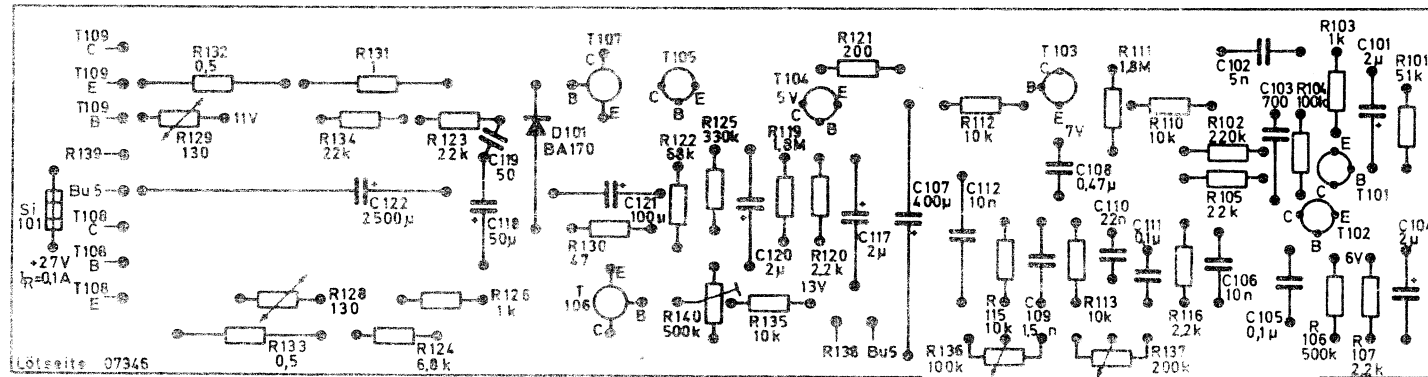 T109
C
T109
E
T109
B
R139
Bu5
T108
C
T108
B
T108
E
Si
101
+27V
I_R=0,1A
R132
0,5
R131
R129
130
11V
R134
22k
R123
22k
C119
50
C122
2500µ
C118
50µ
R128
130
R126
1k
R133
0,5
R124
6,8k
Lötseite 07345
T107
C
B
E
D101
BA170
T105
C
E
B
R122
68k
R125
330k
C121
100µ
R130
47
T
106
E
B
C
R140
500k
R135
10k
C120
2µ
R119
1,8M
R120
2,2k
13V
C117
2µ
T104
5V
E
C
B
R121
200
C107
400µ
R138
Bu5
R112
10k
C112
10n
T103
C
B
E
7V
R111
1,8M
R110
10k
C108
0,47µ
C110
22n
C111
0,1µ
R115
10k
C109
1,5n
R113
10k
R116
2,2k
C106
10n
R136
100k
R137
200k
C102
5n
R103
1k
C101
2µ
R101
51k
C103
700
R104
100k
R102
220k
R105
22k
E
C
B
T101
C
E
B
T102
C104
2µ
C105
0,1µ
6V
R
106
500k
R
107
2,2k